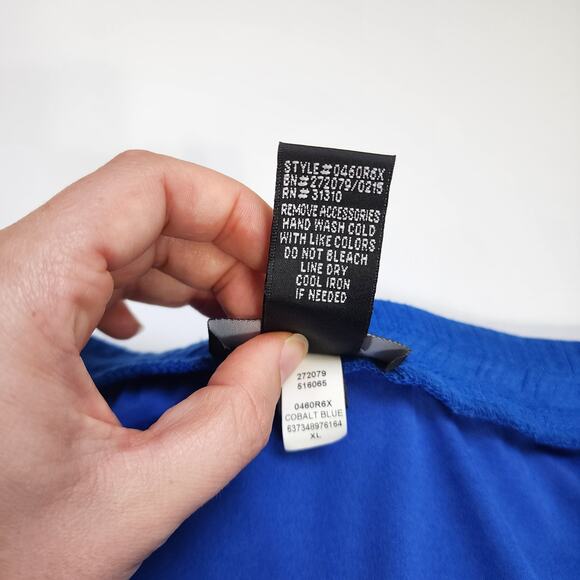 STYLE#0460R6X
BN#272079/0215
RN#31310
REMOVE ACCESSORIES
HAND WASH COLD
WITH LIKE COLORS
DO NOT BLEACH
LINE DRY
COOL IRON
IF NEEDED
272079
516065
0460R6X
COBALT BLUE
637348976164
XL